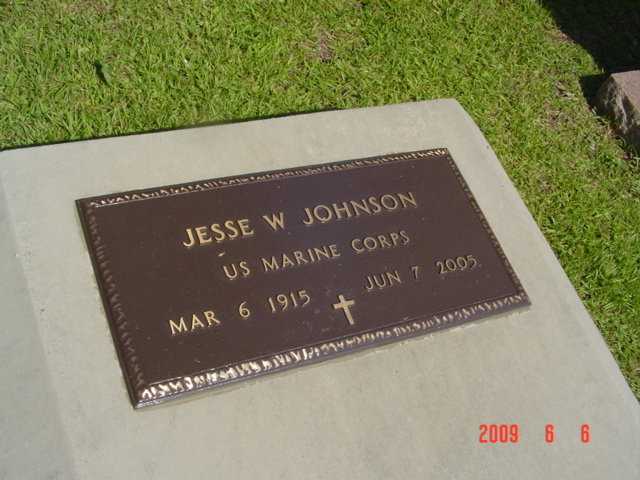 JESSE W JOHNSON
US MARINE CORPS
MAR 6 1915 JUN 7 2005
2009 6 6